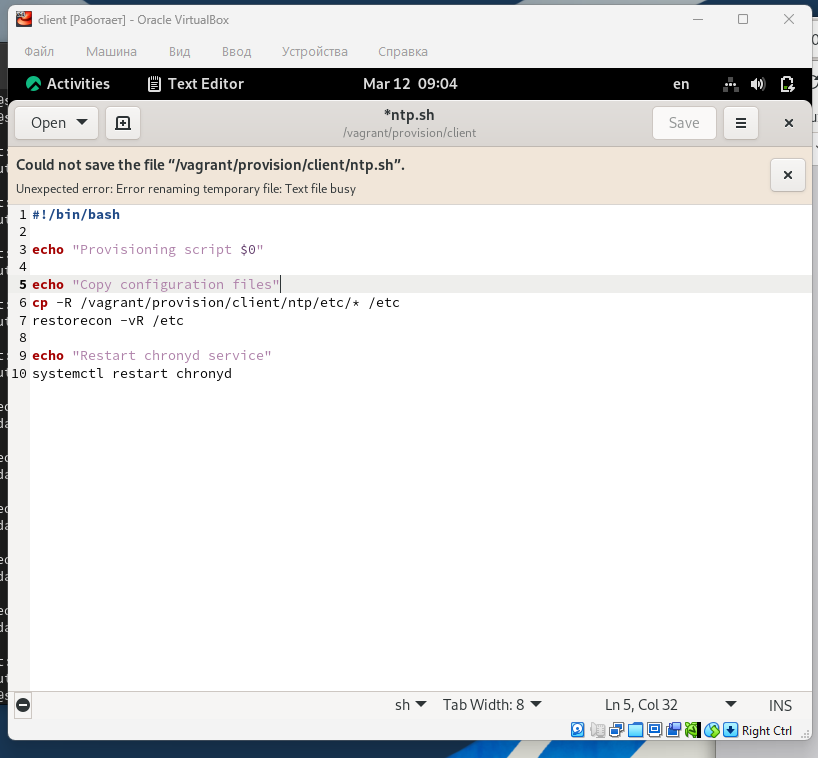 client [Работает] - Oracle VirtualBox
Файл Машина Вид Ввод Устройства Справка
Activities Text Editor Mar 12 09:04 en
Open *ntp.sh Save
/vagrant/provision/client
Could not save the file “/vagrant/provision/client/ntp.sh”.
Unexpected error: Error renaming temporary file: Text file busy
1 #!/bin/bash
2
3 echo "Provisioning script $0"
4
5 echo "Copy configuration files"
6 cp -R /vagrant/provision/client/ntp/etc/* /etc
7 restorecon -vR /etc
8
9 echo "Restart chronyd service"
10 systemctl restart chronyd
sh Tab Width: 8 Ln 5, Col 32 INS
Right Ctrl